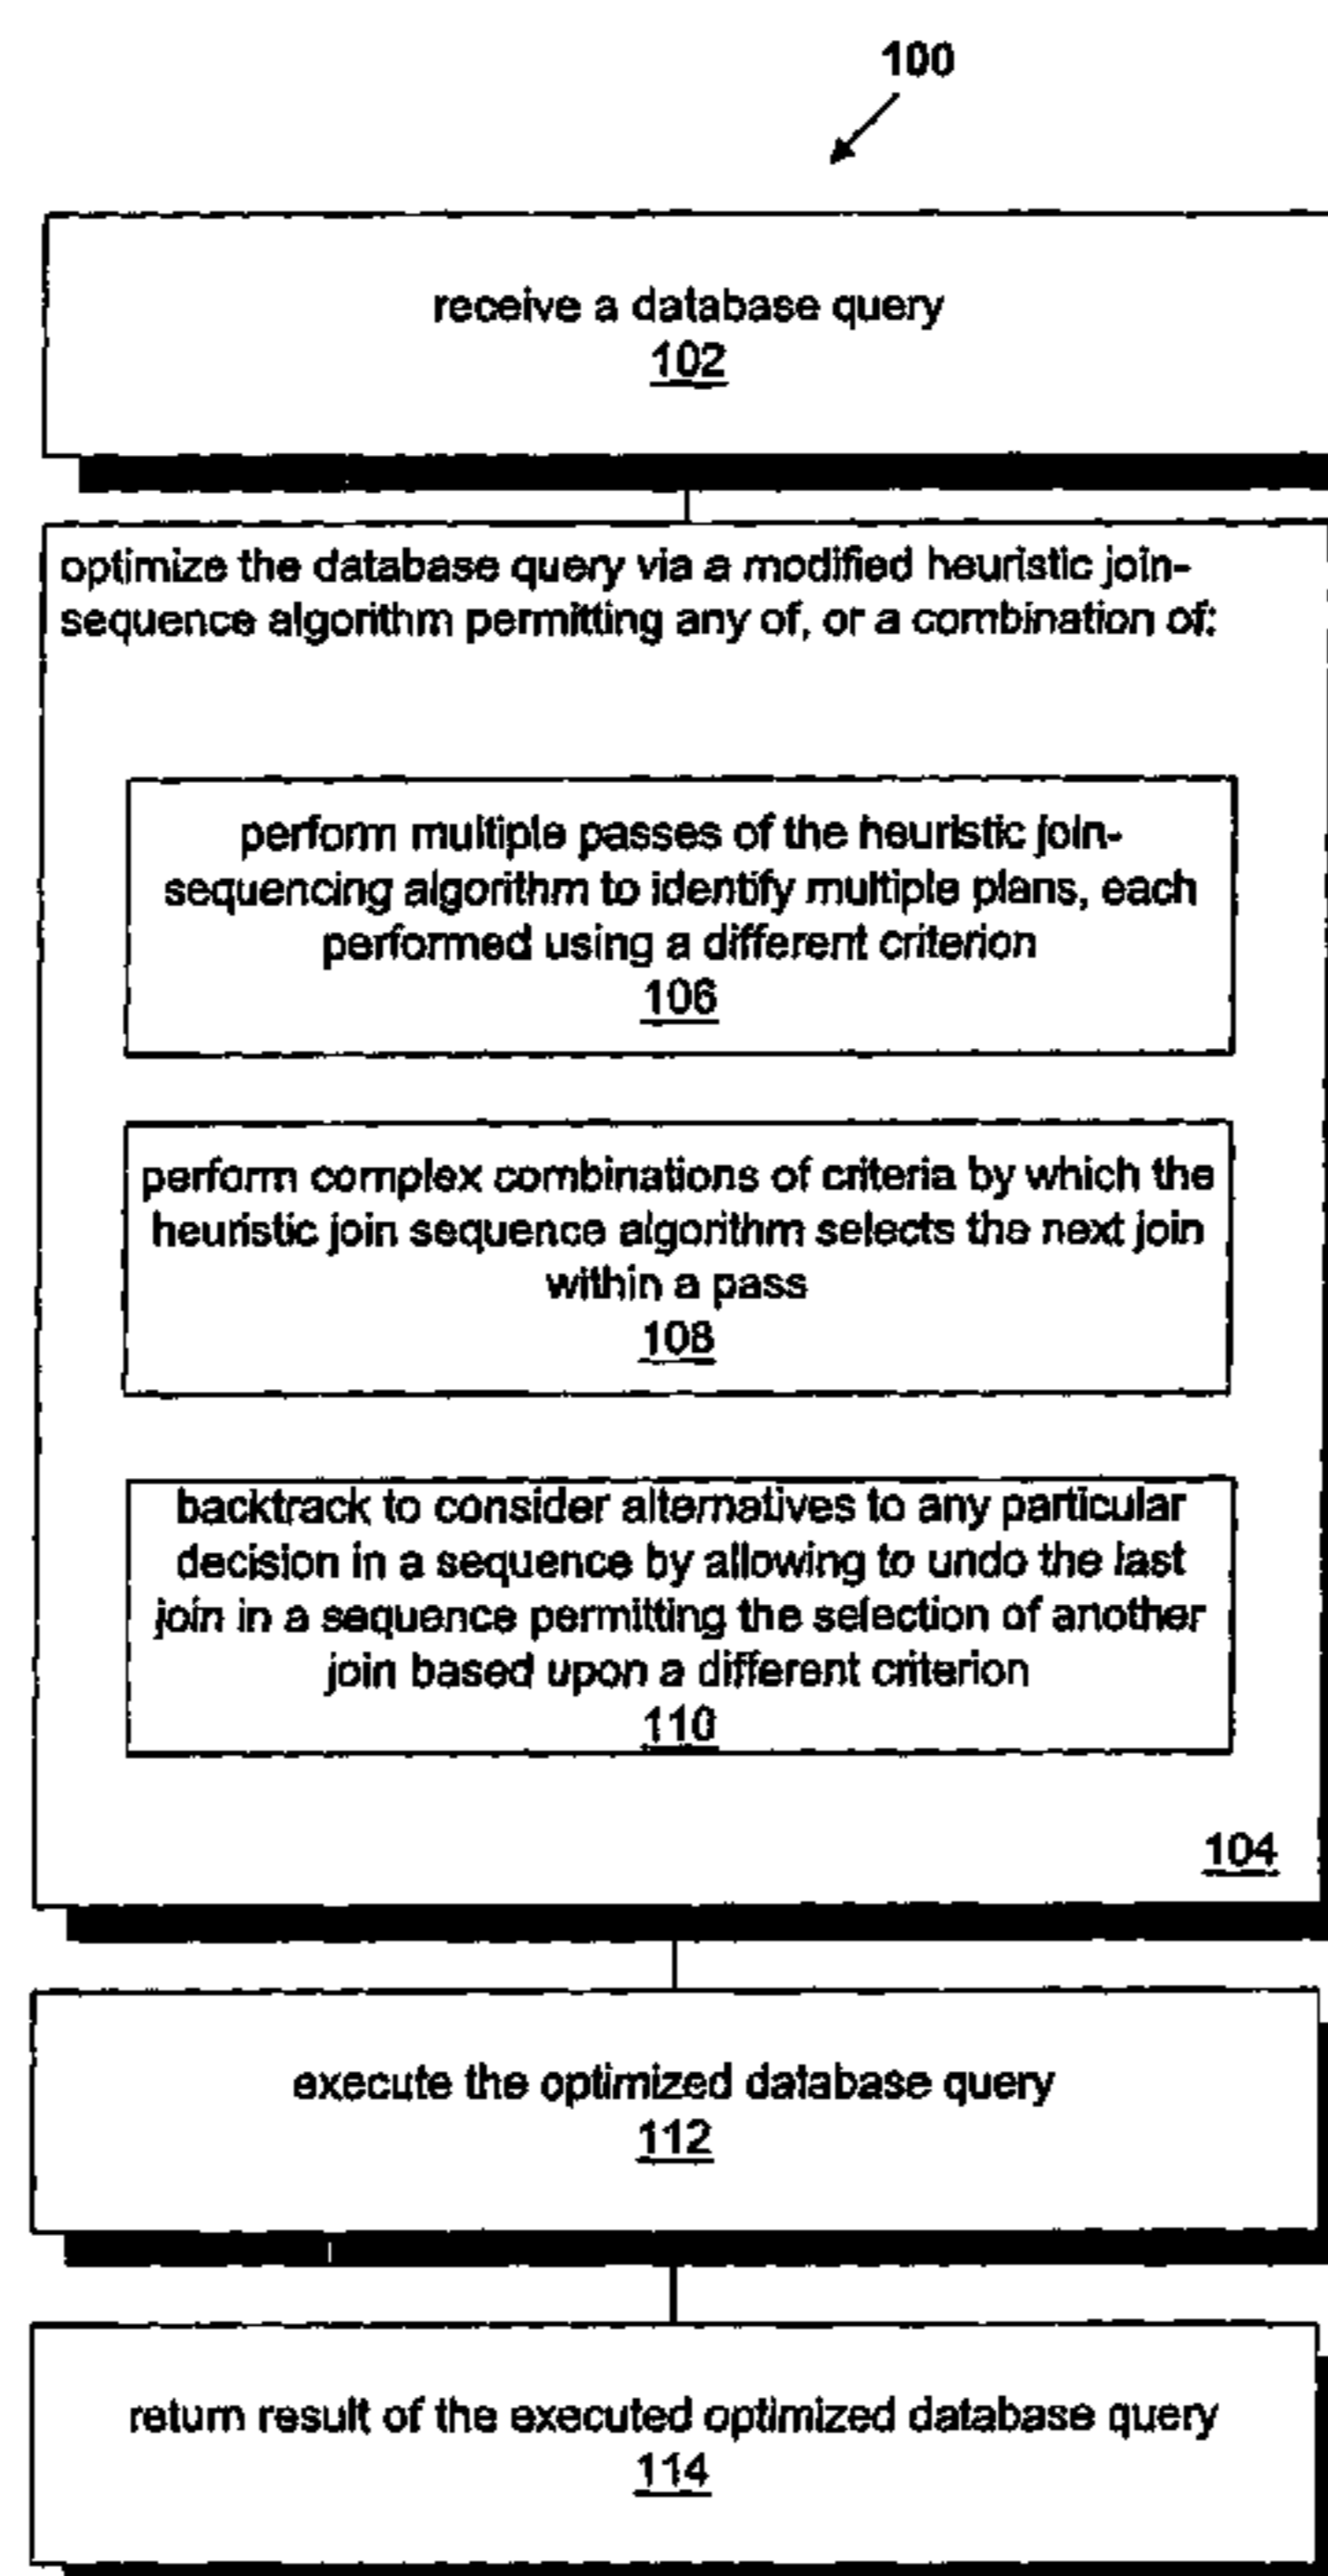 100
receive a database query
102
optimize the database query via a modified heuristic join-
sequence algorithm permitting any of, or a combination of:
perform multiple passes of the heuristic join-
sequencing algorithm to identify multiple plans, each
performed using a different criterion
106
perform complex combinations of criteria by which the
heuristic join sequence algorithm selects the next join
within a pass
108
backtrack to consider alternatives to any particular
decision in a sequence by allowing to undo the last
join in a sequence permitting the selection of another
join based upon a different criterion
110
104
execute the optimized database query
112
return result of the executed optimized database query
114